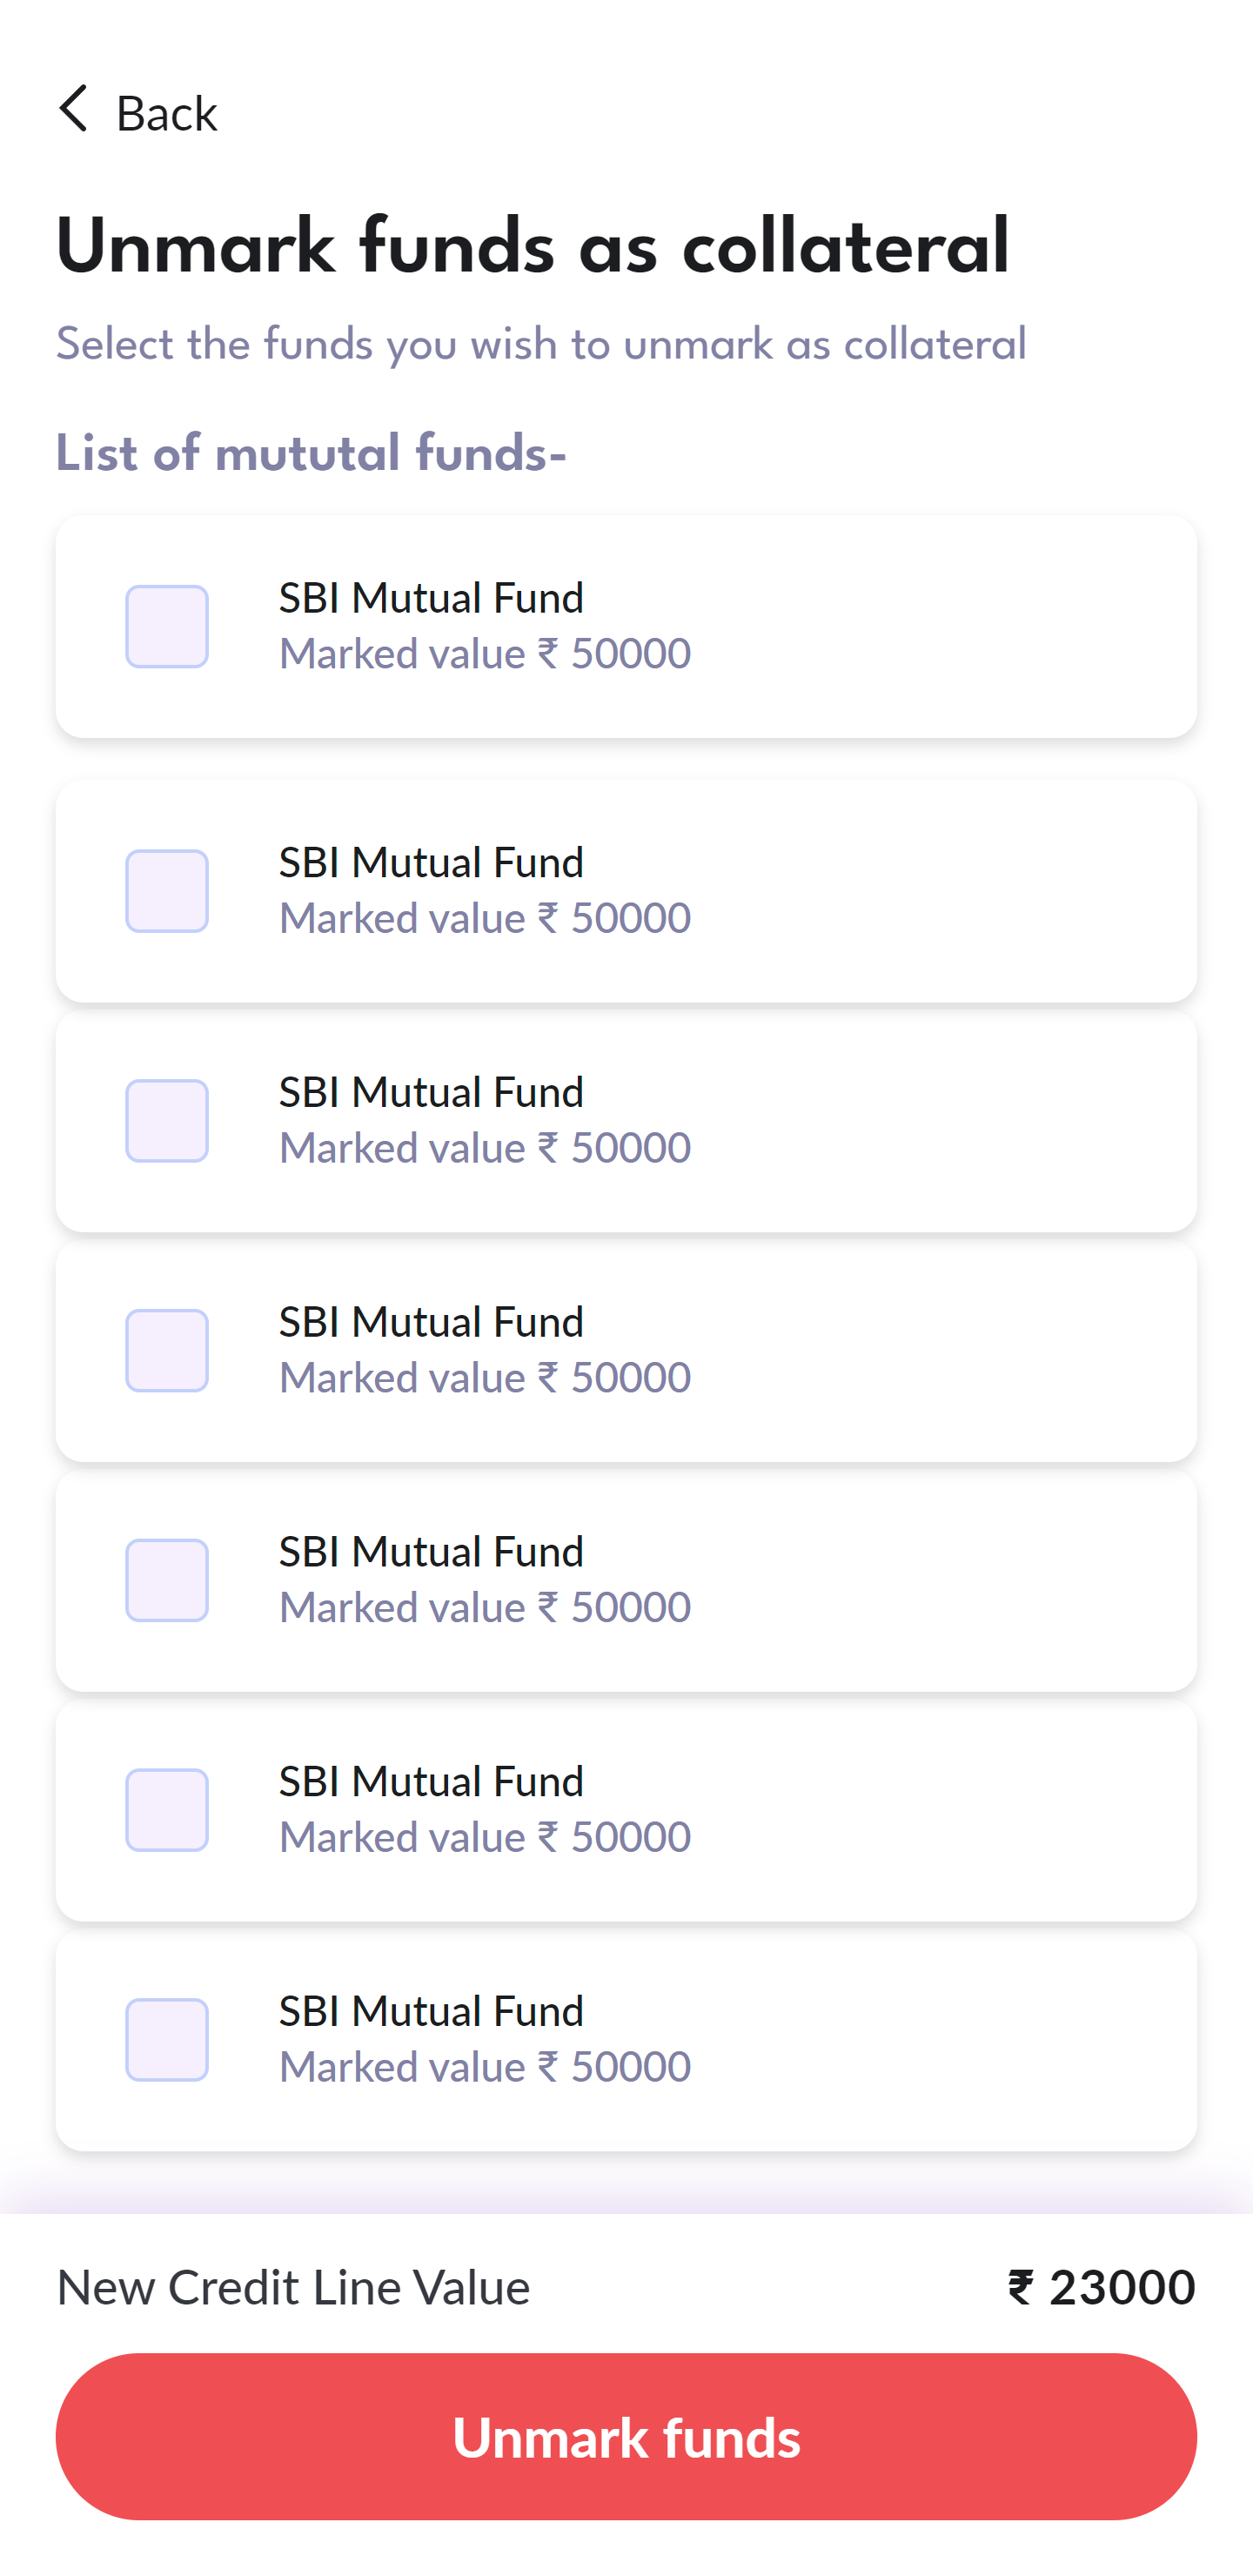 Back
Unmark funds as collateral
Select the funds you wish to unmark as collateral
List of mututal funds-
SBI Mutual Fund
Marked value ₹ 50000
SBI Mutual Fund
Marked value ₹ 50000
SBI Mutual Fund
Marked value ₹ 50000
SBI Mutual Fund
Marked value ₹ 50000
SBI Mutual Fund
Marked value ₹ 50000
SBI Mutual Fund
Marked value ₹ 50000
SBI Mutual Fund
Marked value ₹ 50000
New Credit Line Value ₹ 23000
Unmark funds